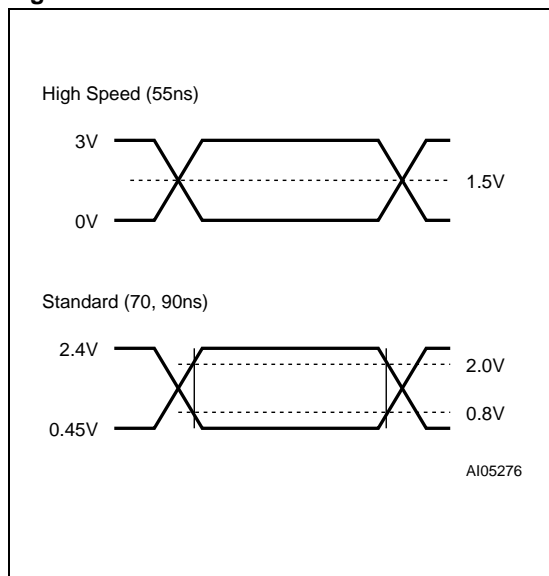 High Speed (55ns)
3V
1.5V
0V
Standard (70, 90ns)
2.4V
2.0V
0.8V
0.45V
AI05276